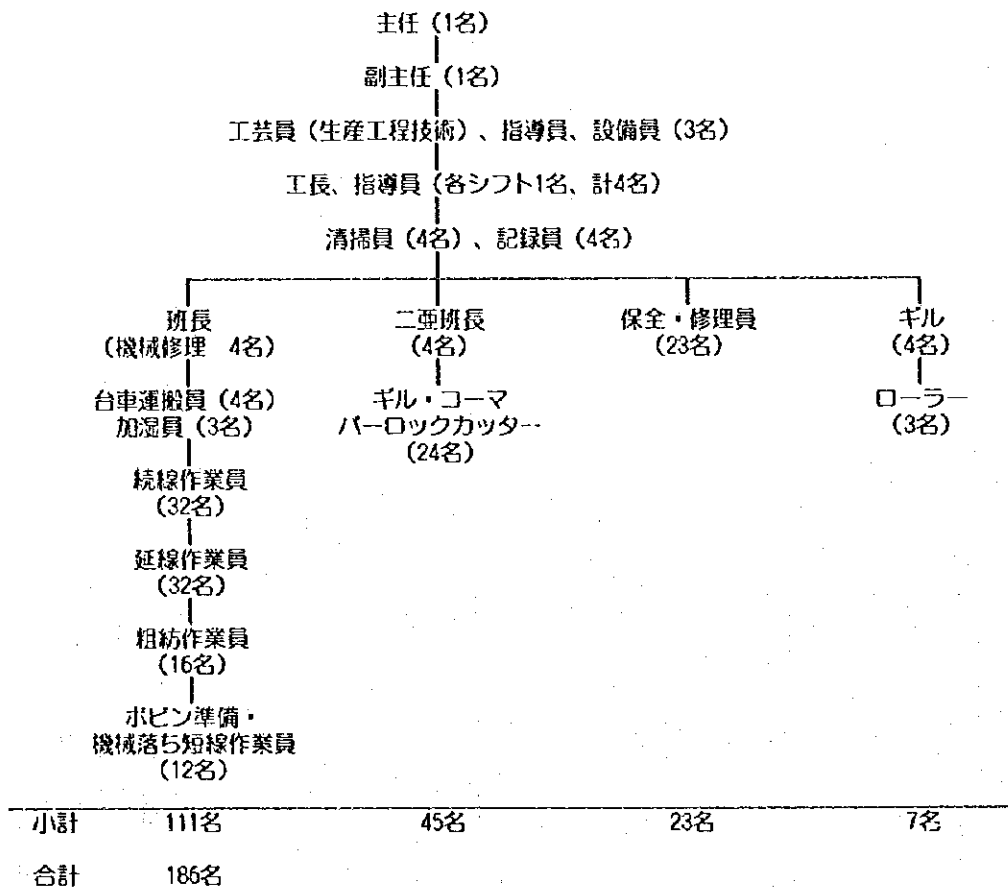 主任（1名）
副主任（1名）
工芸員（生産工程技術）、指導員、設備員（3名）
工長、指導員（各シフト1名、計4名）
清掃員（4名）、記録員（4名）
班長
（機械修理　4名）
二亜班長
（4名）
保全・修理員
（23名）
ギル
（4名）
台車運搬員（4名）
加湿員（3名）
ギル・コーマ
パーロックカッター
（24名）
ローラー
（3名）
続線作業員
（32名）
延線作業員
（32名）
粗紡作業員
（16名）
ボビン準備・
機械落ち短線作業員
（12名）
小計　111名　45名　23名　7名
合計　186名